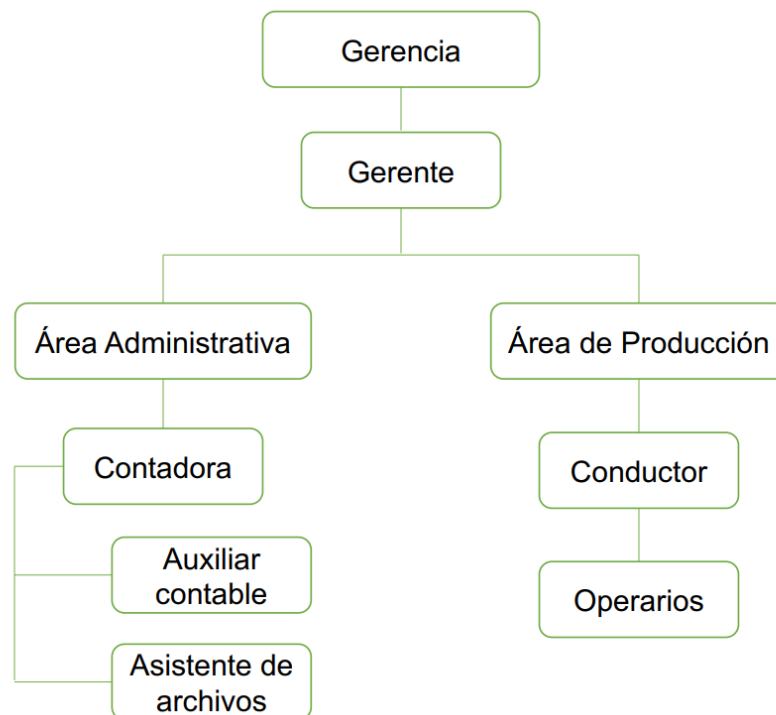 Gerencia
Gerente
Área Administrativa
Área de Producción
Contadora
Conductor
Auxiliar
contable
Operarios
Asistente de
archivos